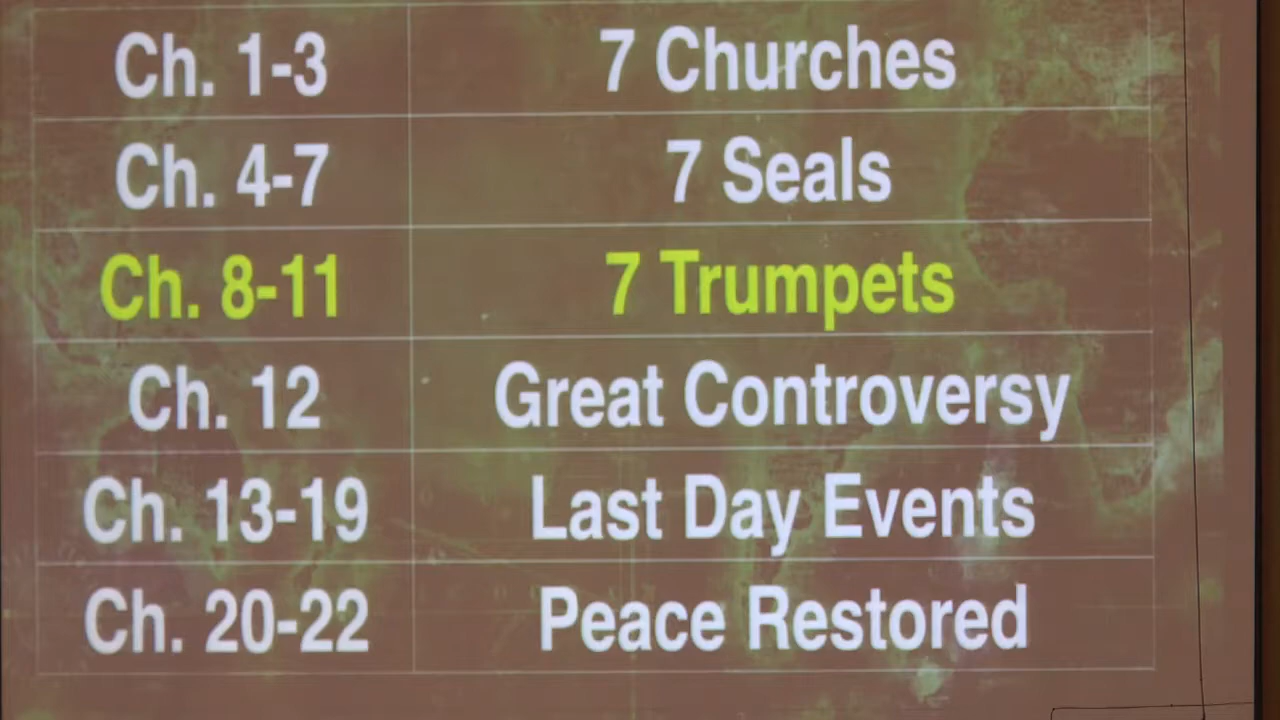 Ch. 1-3 7 Churches
Ch. 4-7 7 Seals
Ch. 8-11 7 Trumpets
Ch. 12 Great Controversy
Ch. 13-19 Last Day Events
Ch. 20-22 Peace Restored